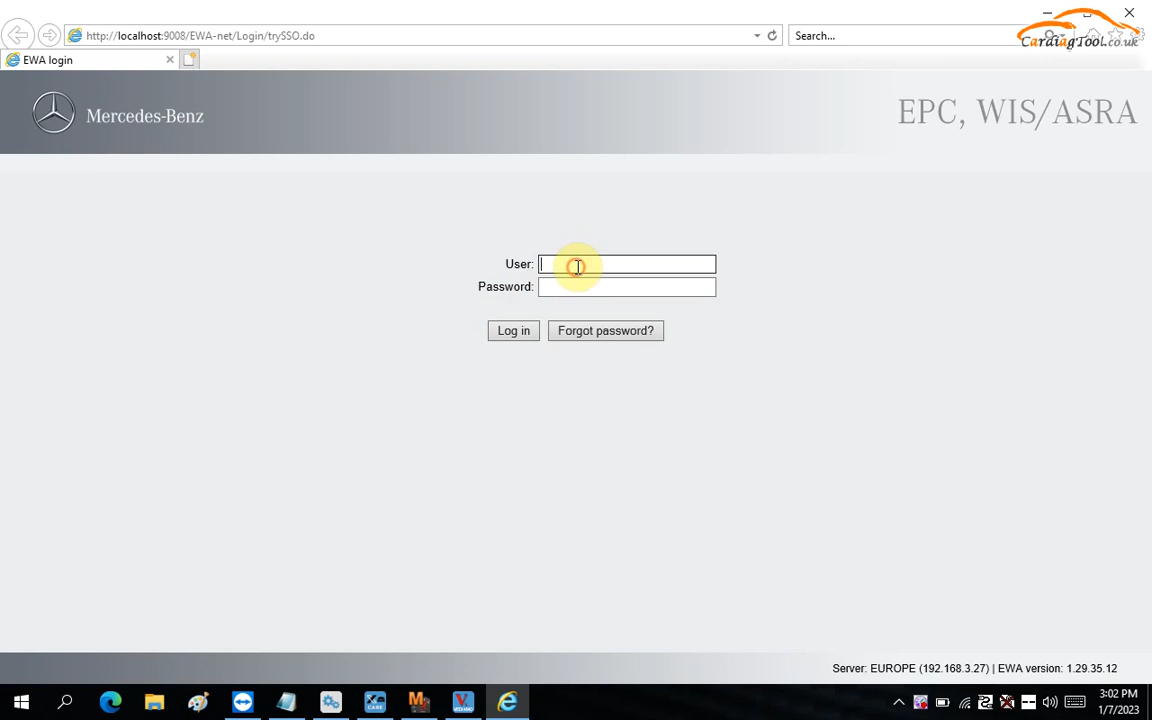 http://localhost:9008/EWA-net/Login/trySSO.do
Search...
CardiagTool.co.uk
EWA login
Mercedes-Benz
EPC, WIS/ASRA
User:
Password:
Log in
Forgot password?
Server: EUROPE (192.168.3.27) | EWA version: 1.29.35.12
3:02 PM
1/7/2023